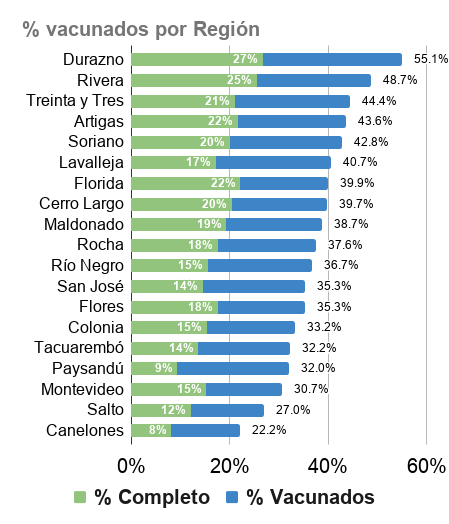 % vacunados por Región
Durazno 27% 55.1%
Rivera 25% 48.7%
Treinta y Tres 21% 44.4%
Artigas 22% 43.6%
Soriano 20% 42.8%
Lavalleja 17% 40.7%
Florida 22% 39.9%
Cerro Largo 20% 39.7%
Maldonado 19% 38.7%
Rocha 18% 37.6%
Río Negro 15% 36.7%
San José 14% 35.3%
Flores 18% 35.3%
Colonia 15% 33.2%
Tacuarembó 14% 32.2%
Paysandú 9% 32.0%
Montevideo 15% 30.7%
Salto 12% 27.0%
Canelones 8% 22.2%
0% 20% 40% 60%
% Completo % Vacunados